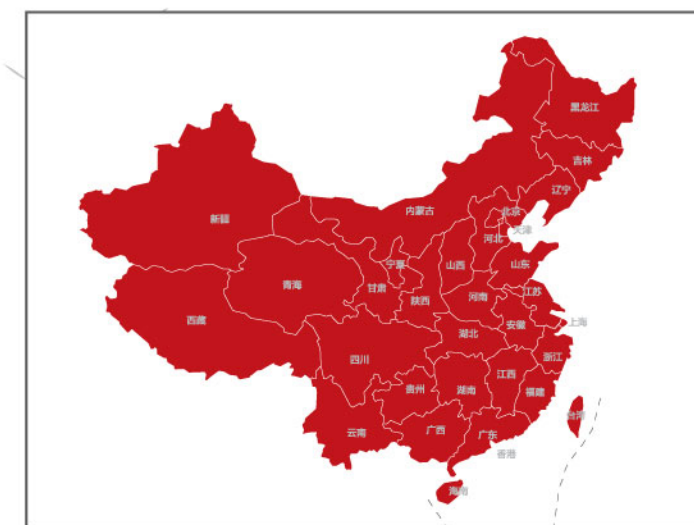 黑龙江
吉林
辽宁
内蒙古
新疆
北京
天津
河北
山西
山东
宁夏
青海
甘肃
陕西
河南
江苏
西藏
安徽
上海
湖北
四川
浙江
江西
贵州
湖南
福建
台湾
云南
广西
广东
香港
海南